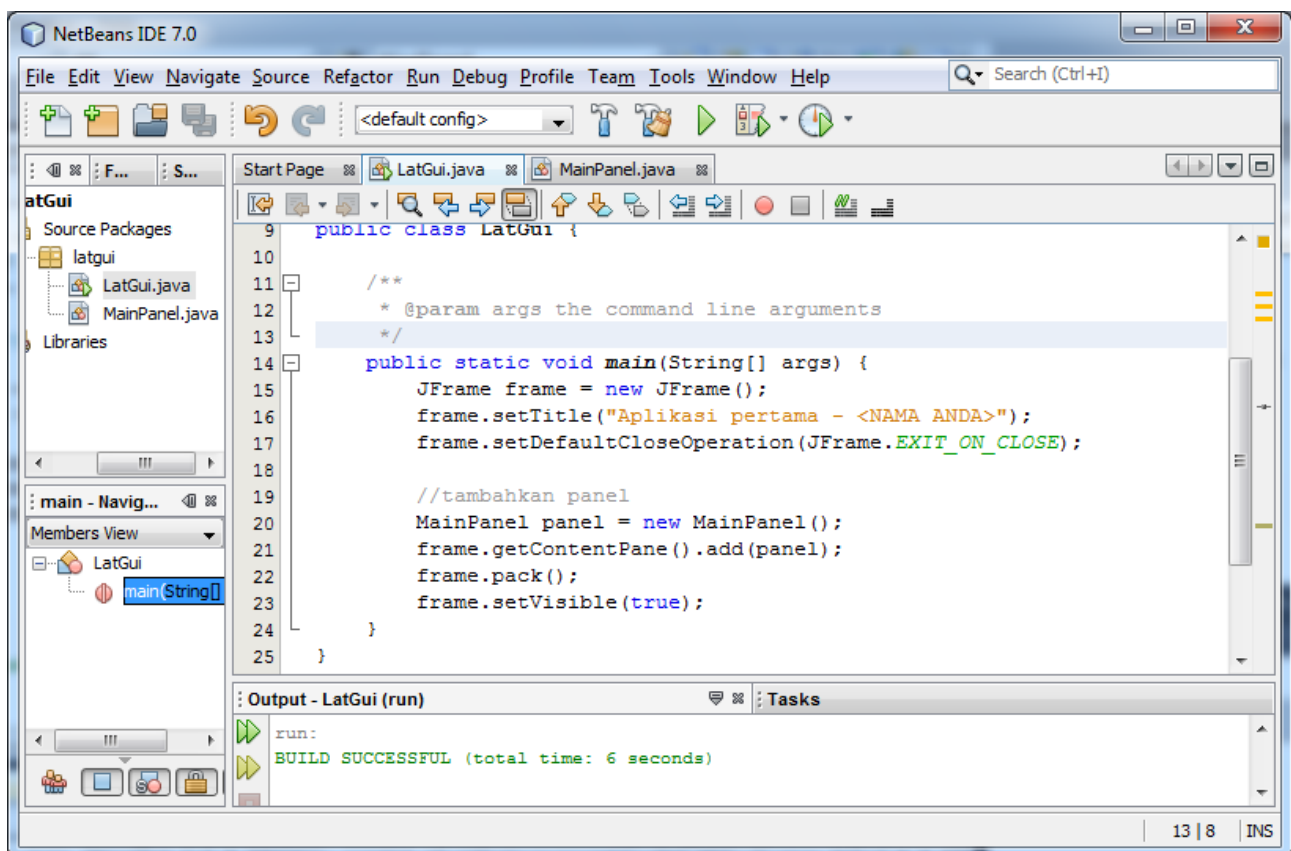 NetBeans IDE 7.0
File Edit View Navigate Source Refactor Run Debug Profile Team Tools Window Help
Search (Ctrl+I)
<default config>
F... S...
Start Page LatGui.java MainPanel.java
atGui
Source Packages
latgui
LatGui.java
MainPanel.java
Libraries
9 public class LatGui {
10
11 /**
12 * @param args the command line arguments
13 */
14 public static void main(String[] args) {
15 JFrame frame = new JFrame();
16 frame.setTitle("Aplikasi pertama - <NAMA ANDA>");
17 frame.setDefaultCloseOperation(JFrame.EXIT_ON_CLOSE);
18
19 //tambahkan panel
20 MainPanel panel = new MainPanel();
21 frame.getContentPane().add(panel);
22 frame.pack();
23 frame.setVisible(true);
24 }
25 }
main - Navig...
Members View
LatGui
main(String[]
Output - LatGui (run)
Tasks
run:
BUILD SUCCESSFUL (total time: 6 seconds)
13 | 8 INS